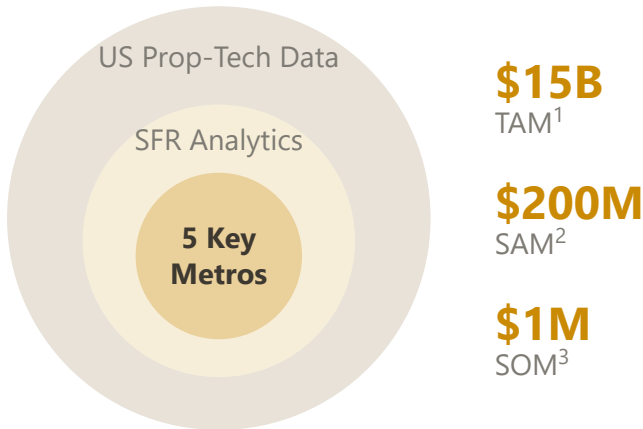 US Prop-Tech Data
SFR Analytics
5 Key
Metros
$15B
TAM¹
$200M
SAM²
$1M
SOM³